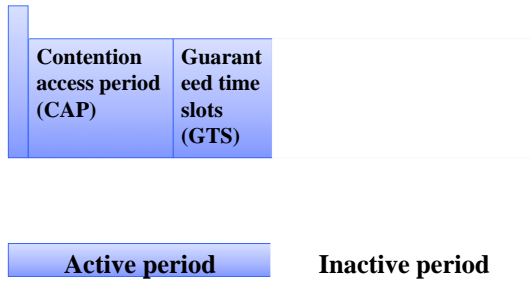 Contention
access period
(CAP)
Guarant
eed time
slots
(GTS)
Active period
Inactive period